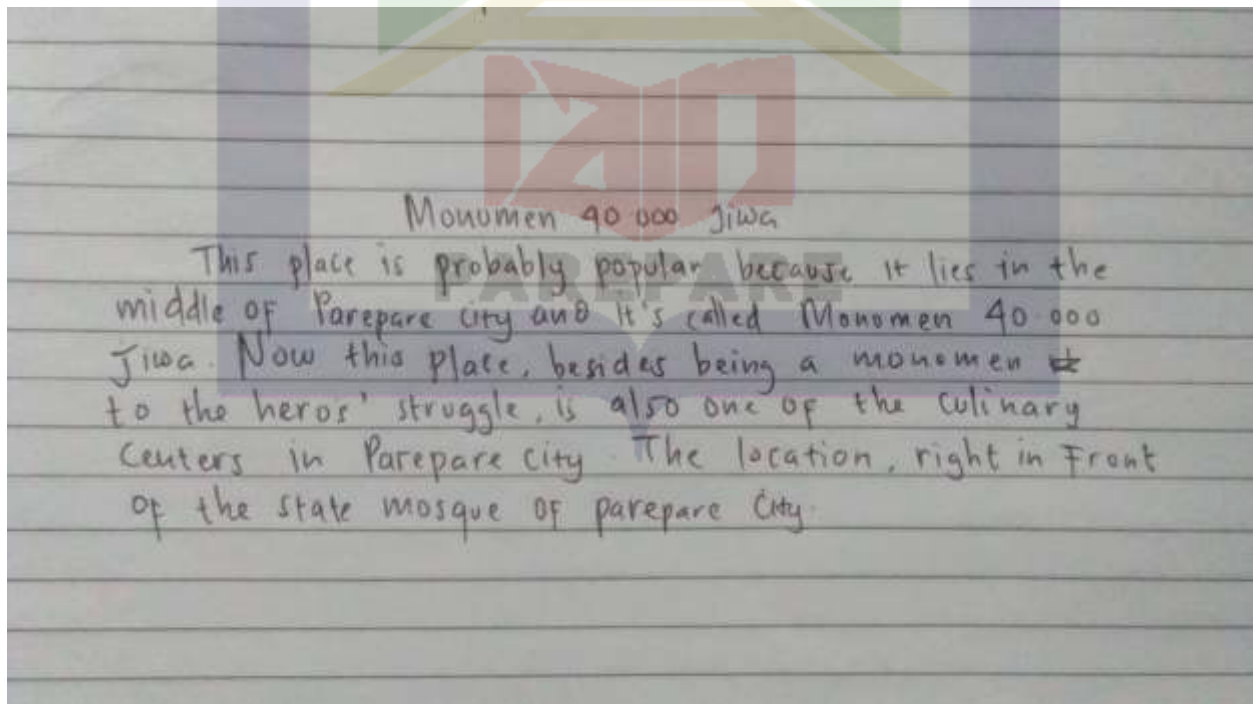 Monumen 40 000 Jiwa
This place is probably popular because it lies in the
middle of Parepare city and it's called Monomen 40.000
Jiwa. Now this place, besides being a monomen
to the heros' struggle, is also one of the culinary
Centers in Parepare city The location, right in Front
of the state mosque of parepare City.
PAREPARE